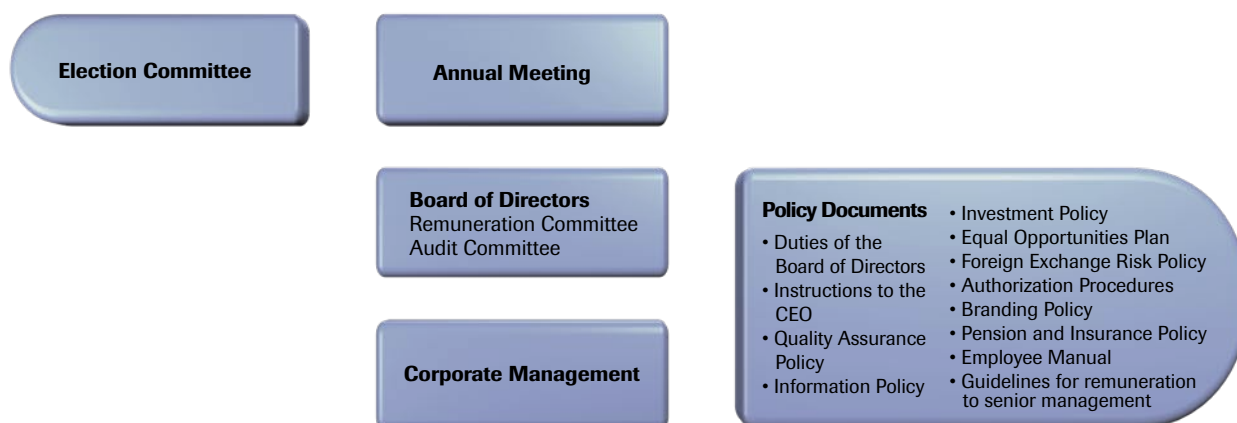 Election Committee
Annual Meeting
Board of Directors
Remuneration Committee
Audit Committee
Corporate Management
Policy Documents
• Duties of the
Board of Directors
• Instructions to the
CEO
• Quality Assurance
Policy
• Information Policy
• Investment Policy
• Equal Opportunities Plan
• Foreign Exchange Risk Policy
• Authorization Procedures
• Branding Policy
• Pension and Insurance Policy
• Employee Manual
• Guidelines for remuneration
to senior management